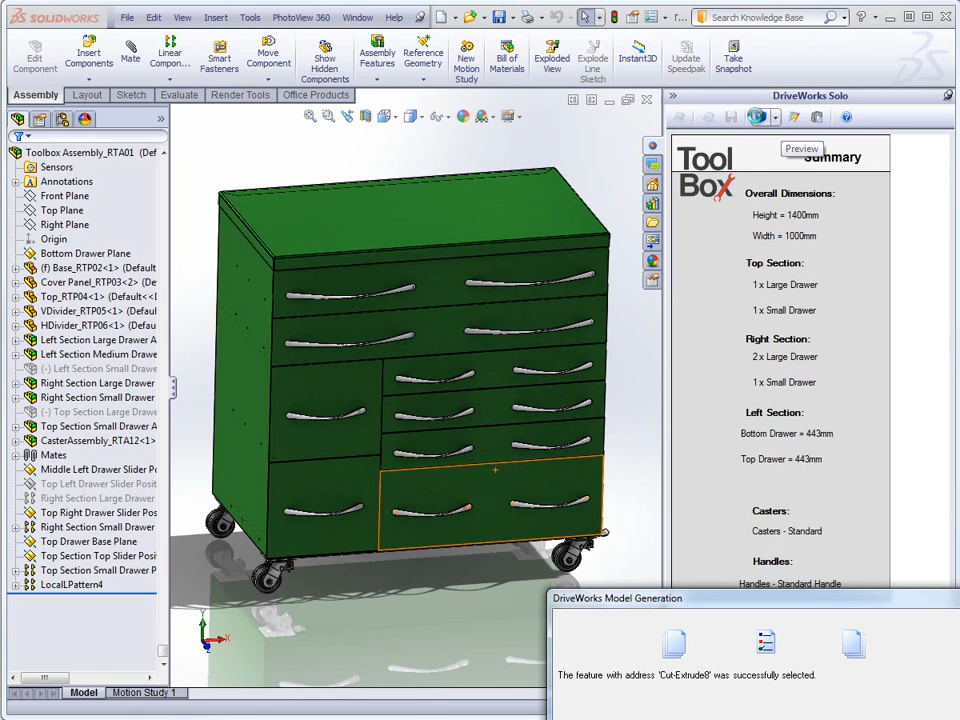 SOLIDWORKS File Edit View Insert Tools PhotoView 360 Window Help r... Search Knowledge Base
Edit Component
Insert Components
Mate
Linear Compon...
Smart Fasteners
Move Component
Show Hidden Components
Assembly Features
Reference Geometry
New Motion Study
Bill of Materials
Exploded View
Explode Line Sketch
Instant3D
Update Speedpak
Take Snapshot
Assembly Layout Sketch Evaluate Render Tools Office Products
DriveWorks Solo
Preview
Toolbox Assembly_RTA01 (Def
Sensors
Annotations
Front Plane
Top Plane
Right Plane
Origin
Bottom Drawer Plane
(f) Base_RTP02<1> (Default
Cover Panel_RTP03<2> (Def
Top_RTP04<1> (Default<<D
VDivider_RTP05<1> (Defaul
HDivider_RTP06<1> (Defaul
Left Section Large Drawer A
Left Section Medium Drawe
(-) Left Section Small Drawe
Right Section Large Drawer
Right Section Small Drawer
(-) Top Section Large Drawe
Top Section Small Drawer A
CasterAssembly_RTA12<1>
Mates
Middle Left Drawer Slider Po
Top Left Drawer Slider Posit
Right Section Large Drawer
Top Right Drawer Slider Pos
Right Section Small Drawer
Top Drawer Base Plane
Top Section Top Slider Posi
Top Section Small Drawer P
LocalLPattern4
Y
X
Z
Model Motion Study 1
Tool Box
Summary
Overall Dimensions:
Height = 1400mm
Width = 1000mm
Top Section:
1 x Large Drawer
1 x Small Drawer
Right Section:
2 x Large Drawer
1 x Small Drawer
Left Section:
Bottom Drawer = 443mm
Top Drawer = 443mm
Casters:
Casters - Standard
Handles:
Handles - Standard Handle
DriveWorks Model Generation
The feature with address 'Cut-Extrude8' was successfully selected.